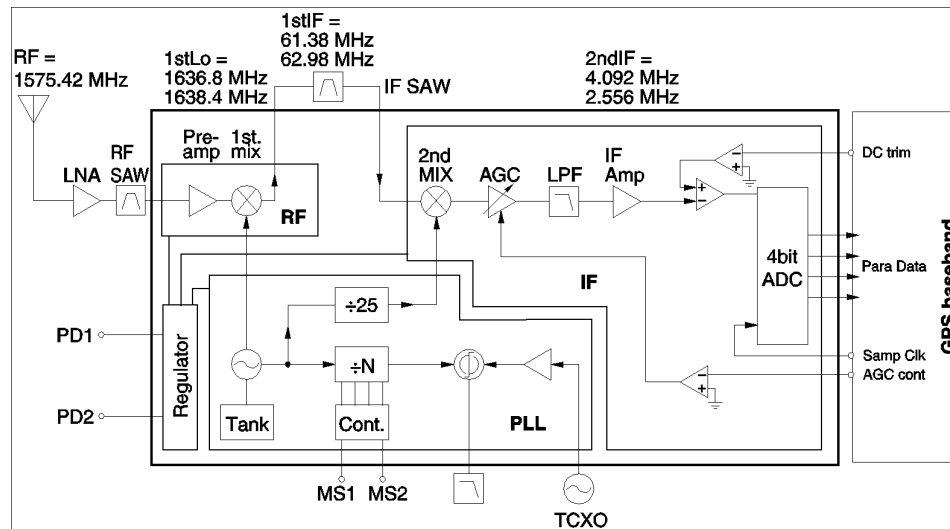 RF =
1575.42 MHz
1stLo =
1636.8 MHz
1638.4 MHz
1stIF =
61.38 MHz
62.98 MHz
IF SAW
2ndIF =
4.092 MHz
2.556 MHz
LNA
RF
SAW
Pre-
amp
1st.
mix
RF
2nd
MIX
AGC
LPF
IF
Amp
DC trim
4bit
ADC
Para Data
GPS baseband
IF
÷25
PD1
Regulator
÷N
Samp Clk
AGC cont
PD2
Tank
Cont.
PLL
MS1
MS2
TCXO